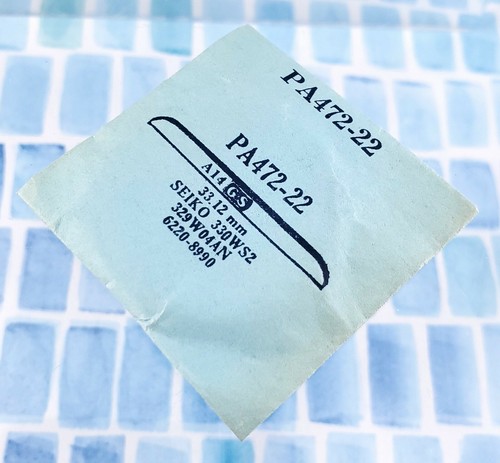 PA472-22
PA472-22
A14 GS
33.12 mm
SEIKO 330WS2
329W04AN
6220-8990